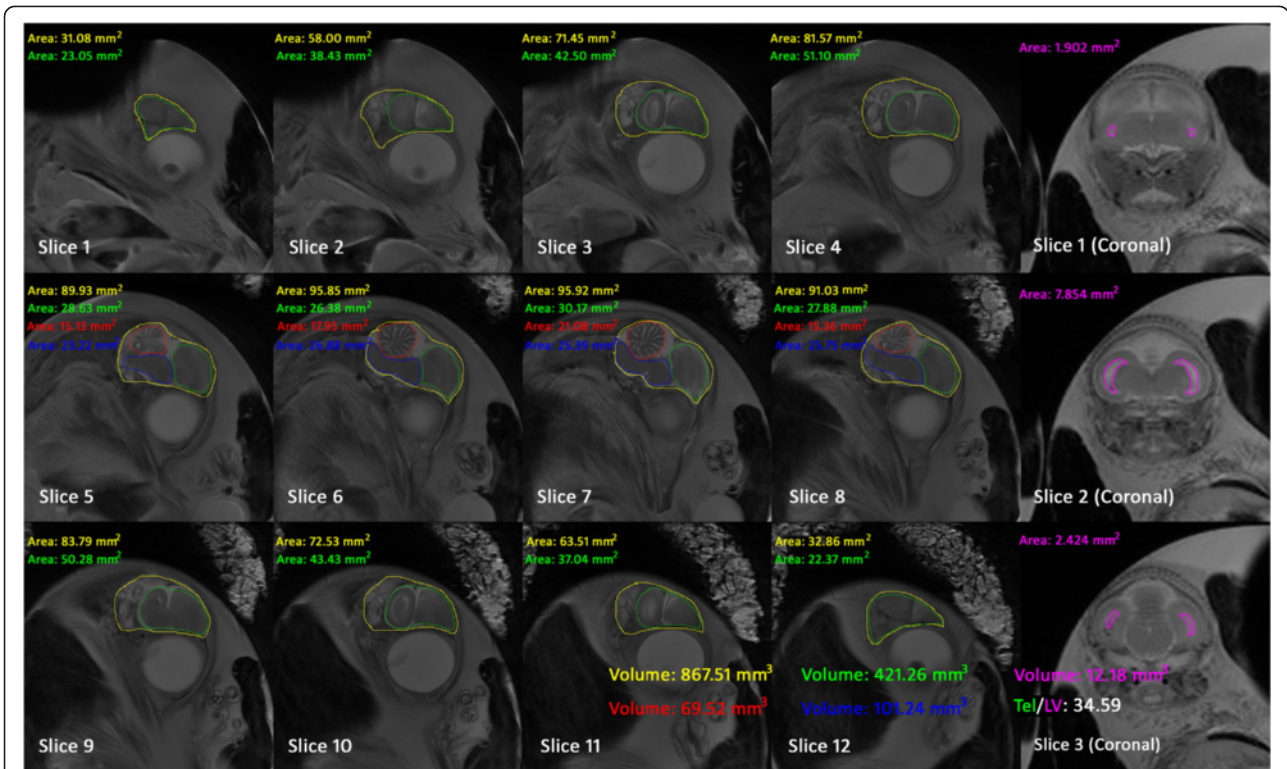 Area: 31.08 mm²
Area: 23.05 mm²
Slice 1
Area: 58.00 mm²
Area: 38.43 mm²
Slice 2
Area: 71.45 mm²
Area: 42.50 mm²
Slice 3
Area: 81.57 mm²
Area: 51.10 mm²
Slice 4
Area: 1.902 mm²
Slice 1 (Coronal)
Area: 89.93 mm²
Area: 28.63 mm²
Area: 15.13 mm²
Area: 23.22 mm²
Slice 5
Area: 95.85 mm²
Area: 26.38 mm²
Area: 17.95 mm²
Area: 26.88 mm²
Slice 6
Area: 95.92 mm²
Area: 30.17 mm²
Area: 21.08 mm²
Area: 25.39 mm²
Slice 7
Area: 91.03 mm²
Area: 27.88 mm²
Area: 15.36 mm²
Area: 25.75 mm²
Slice 8
Area: 7.854 mm²
Slice 2 (Coronal)
Area: 83.79 mm²
Area: 50.28 mm²
Slice 9
Area: 72.53 mm²
Area: 43.43 mm²
Slice 10
Area: 63.51 mm²
Area: 37.04 mm²
Volume: 867.51 mm³
Volume: 69.52 mm³
Slice 11
Area: 32.86 mm²
Area: 22.37 mm²
Volume: 421.26 mm³
Volume: 101.24 mm³
Slice 12
Area: 2.424 mm²
Volume: 12.18 mm³
Tel/LV: 34.59
Slice 3 (Coronal)